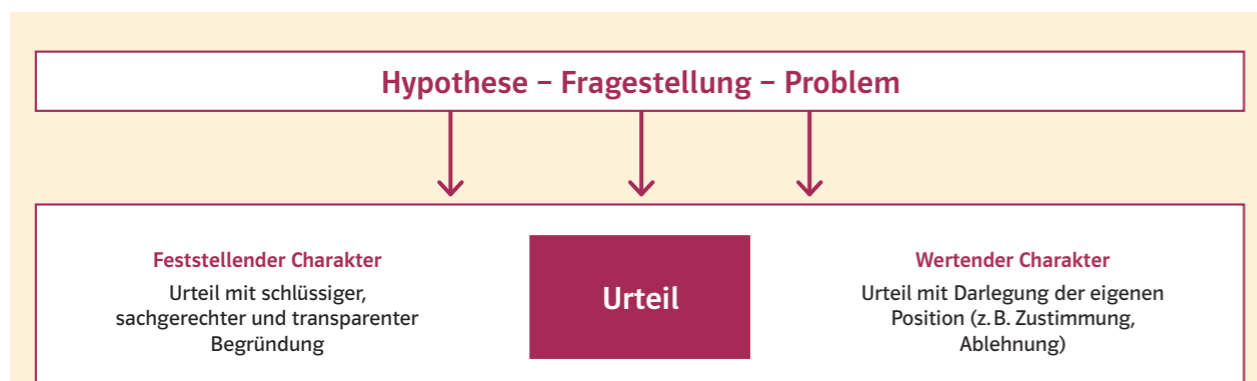 Hypothese – Fragestellung – Problem
Feststellender Charakter
Urteil mit schlüssiger,
sachgerechter und transparenter
Begründung
Urteil
Wertender Charakter
Urteil mit Darlegung der eigenen
Position (z. B. Zustimmung,
Ablehnung)